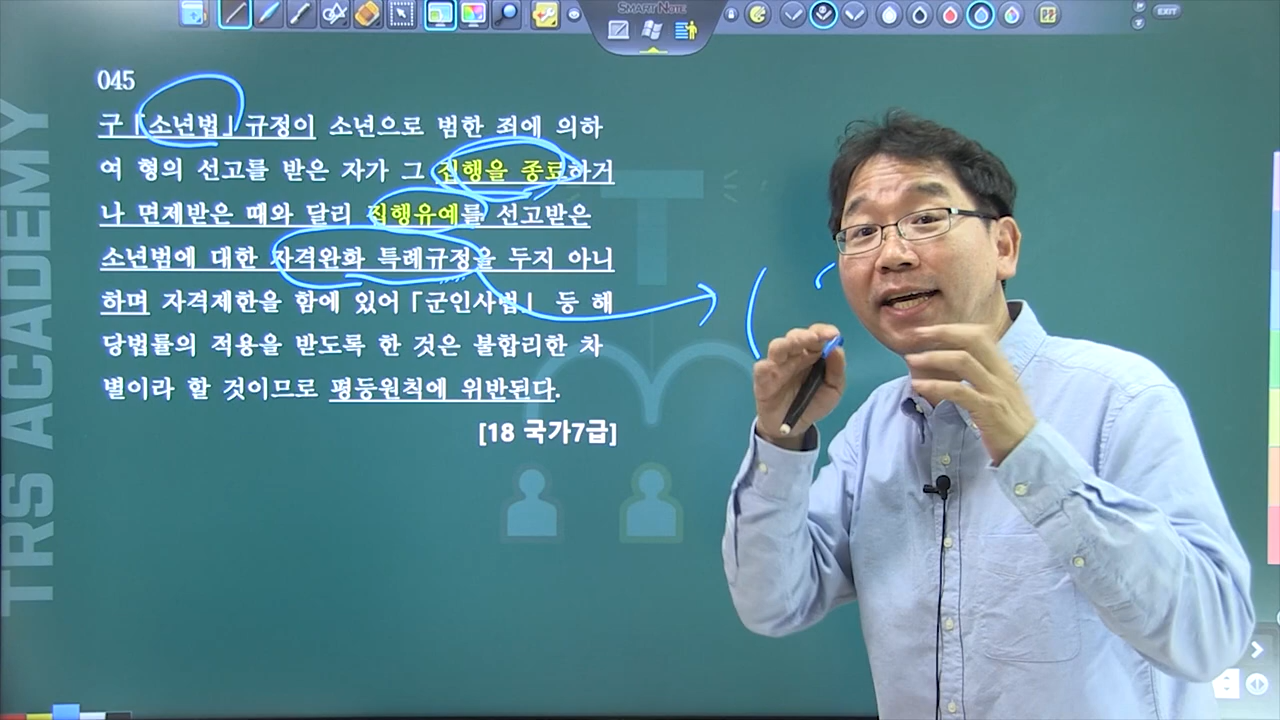 SMART NOTE
EXIT
045
구 「소년법」 규정이 소년으로 범한 죄에 의하
여 형의 선고를 받은 자가 그 집행을 종료하거
나 면제받은 때와 달리 집행유예를 선고받은
소년범에 대한 자격완화 특례규정을 두지 아니
하며 자격제한을 함에 있어 「군인사법」 등 해
당법률의 적용을 받도록 한 것은 불합리한 차
별이라 할 것이므로 평등원칙에 위반된다.
[18 국가7급]
TRS ACADEMY